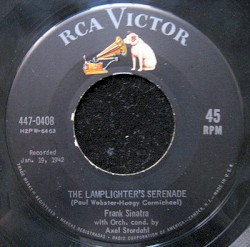 RCA VICTOR
447-0408
45
RPM
Recorded
Jan. 19, 1942
THE LAMPLIGHTER'S SERENADE
(Paul Webster-Hoagy Carmichael)
Frank Sinatra
with Orch. cond. by
Axel Stordahl